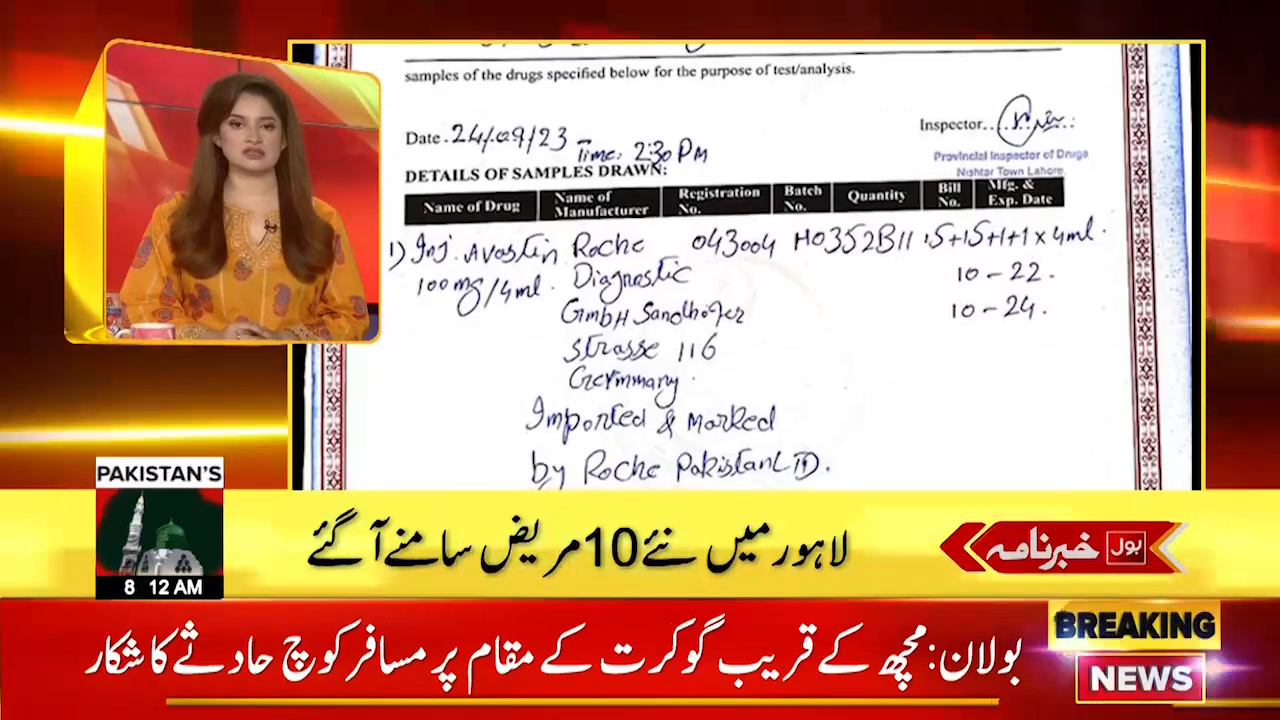 samples of the drugs specified below for the purpose of test/analysis.
Date. 24/09/23 Time: 2:30 PM
Inspector.
Provincial Inspector of Drugs
Nishtar Town Lahore.
DETAILS OF SAMPLES DRAWN:
Name of Drug Name of Manufacturer Registration No. Batch No. Quantity Bill No. Mfg. & Exp. Date
1) Inj. Avastin Roche 043004 H0352B11 15+15+1+1 x 4ml.
100mg/4ml. Diagnostic 10-22.
GmbH Sandhofer 10-24.
Strasse 116
Germmany.
Imported & Marked
by Roche Pakistan LTD.
PAKISTAN'S
8 12 AM
لاہور میں نئے 10 مریض سامنے آگئے
بول خبرنامہ
بولان: مچھ کے قریب گوکرت کے مقام پر مسافر کوچ حادثے کا شکار
BREAKING
NEWS